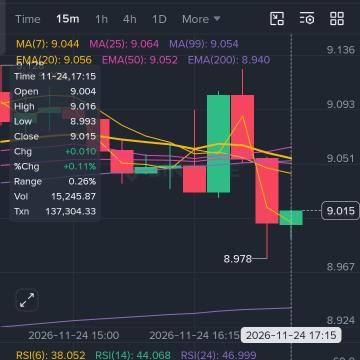 Time 15m 1h 4h 1D More
MA(7): 9.044 MA(25): 9.064 MA(99): 9.054
EMA(20): 9.056 EMA(50): 9.052 EMA(200): 8.940
Time 11-24,17:15
Open 9.004
High 9.016
Low 8.993
Close 9.015
Chg +0.010
%Chg +0.11%
Range 0.26%
Vol 15,245.87
Txn 137,304.33
9.136
9.093
9.051
9.015
8.978
8.967
8.924
2026-11-24 15:00 2026-11-24 16:15 2026-11-24 17:15
RSI(6): 38.052 RSI(14): 44.068 RSI(24): 46.999